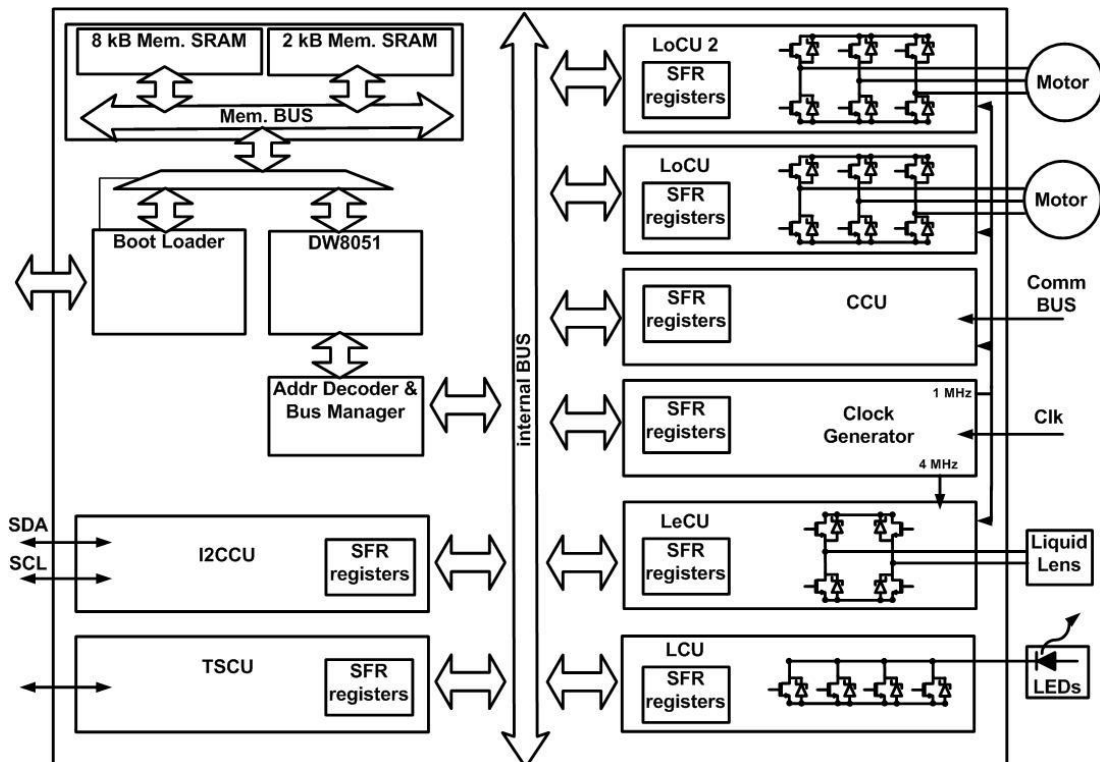 8 kB Mem. SRAM
2 kB Mem. SRAM
Mem. BUS
Boot Loader
DW8051
Addr Decoder &
Bus Manager
SDA
SCL
I2CCU
SFR
registers
TSCU
SFR
registers
internal BUS
LoCU 2
SFR
registers
Motor
LoCU
SFR
registers
Motor
CCU
SFR
registers
Comm
BUS
SFR
registers
Clock
Generator
1 MHz
4 MHz
Clk
LeCU
SFR
registers
Liquid
Lens
LCU
SFR
registers
LEDs